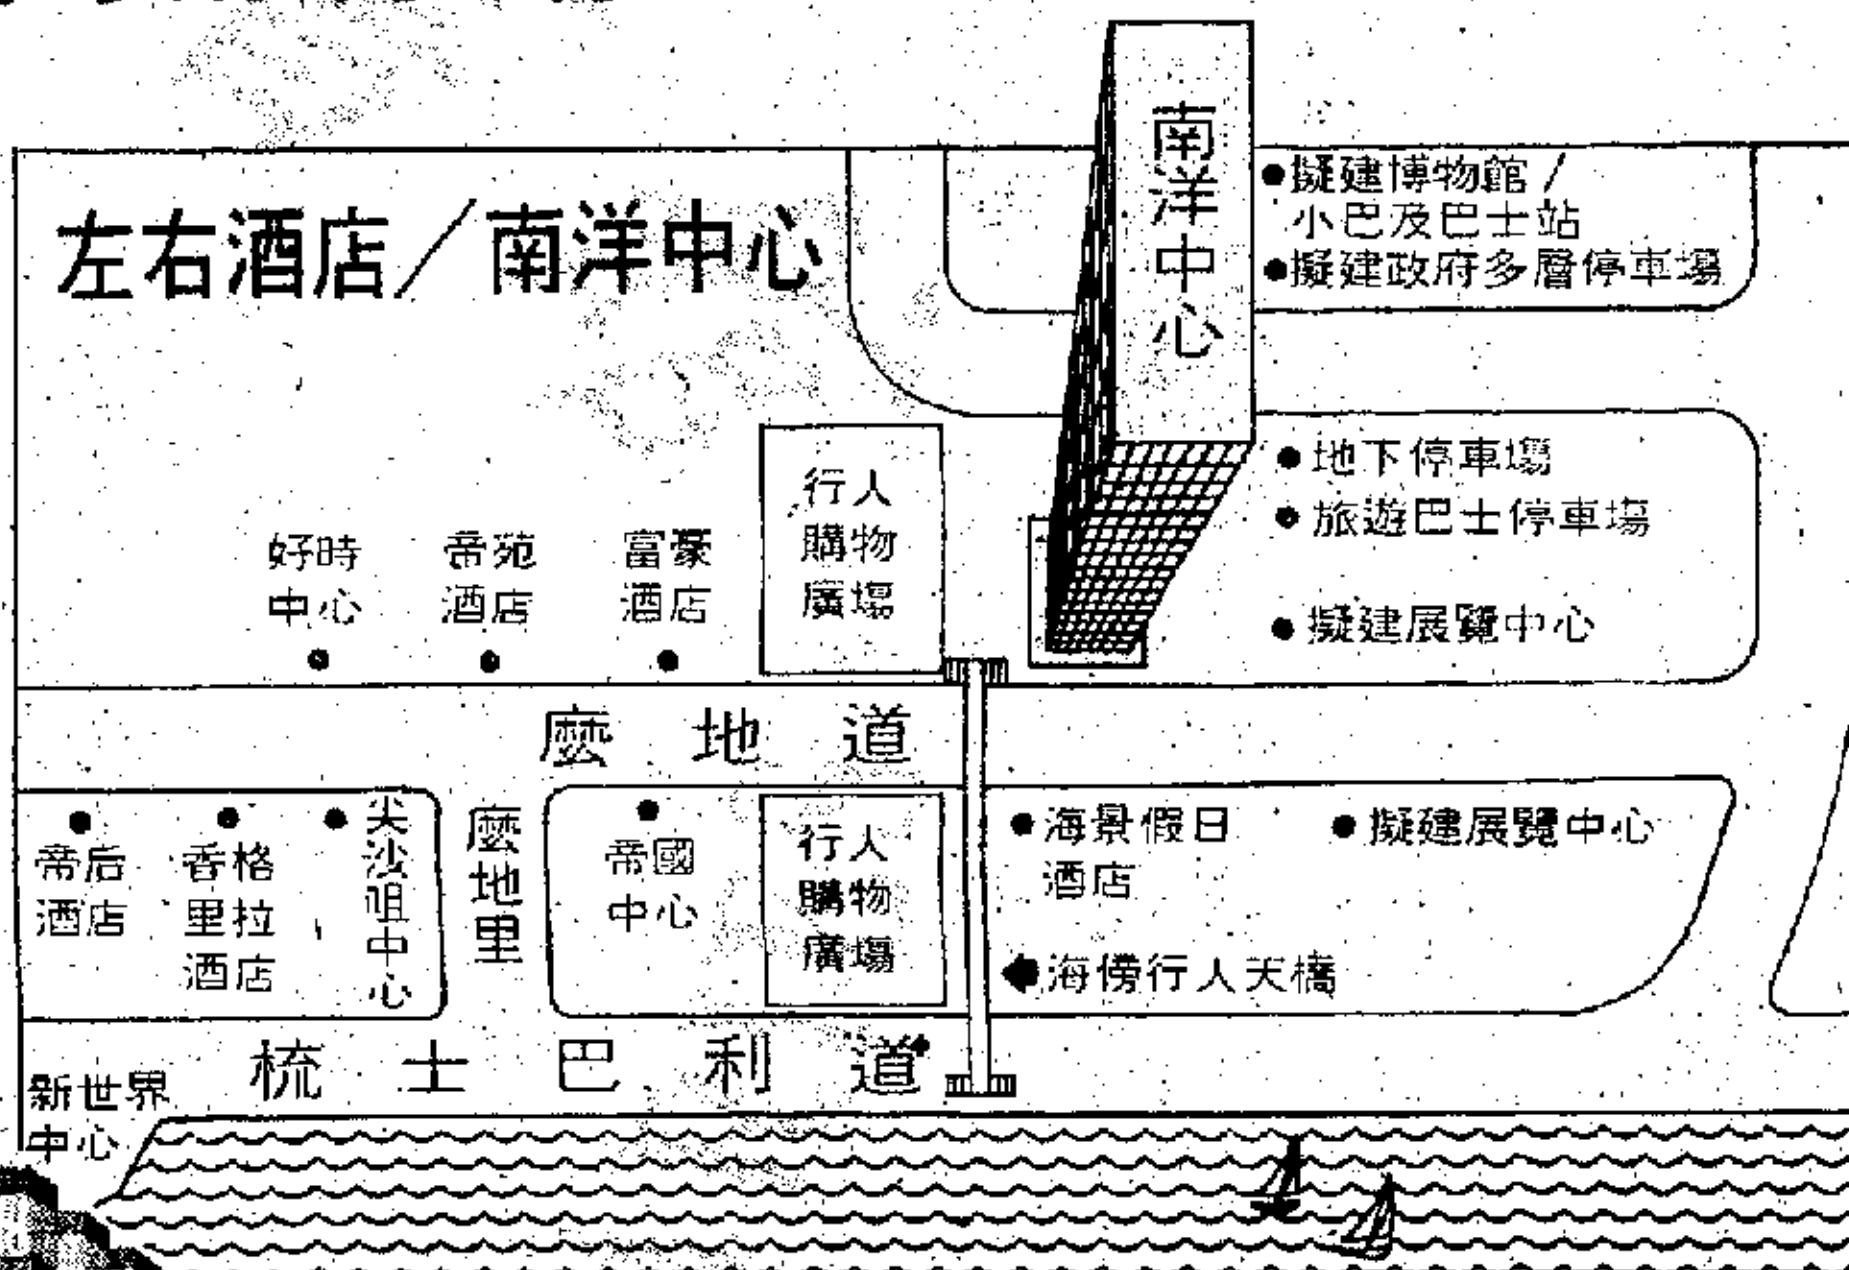 左右酒店/南洋中心
南洋中心
●擬建博物館/
小巴及巴士站
●擬建政府多層停車場
●地下停車場
●旅遊巴士停車場
●擬建展覽中心
行人
購物
廣場
好時
中心
帝苑
酒店
富豪
酒店
麼地道
帝后
酒店
香格
里拉
酒店
尖沙咀中心
麼地里
帝國
中心
行人
購物
廣場
●海景假日
酒店
●擬建展覽中心
海傍行人天橋
梳士巴利道
新世界
中心